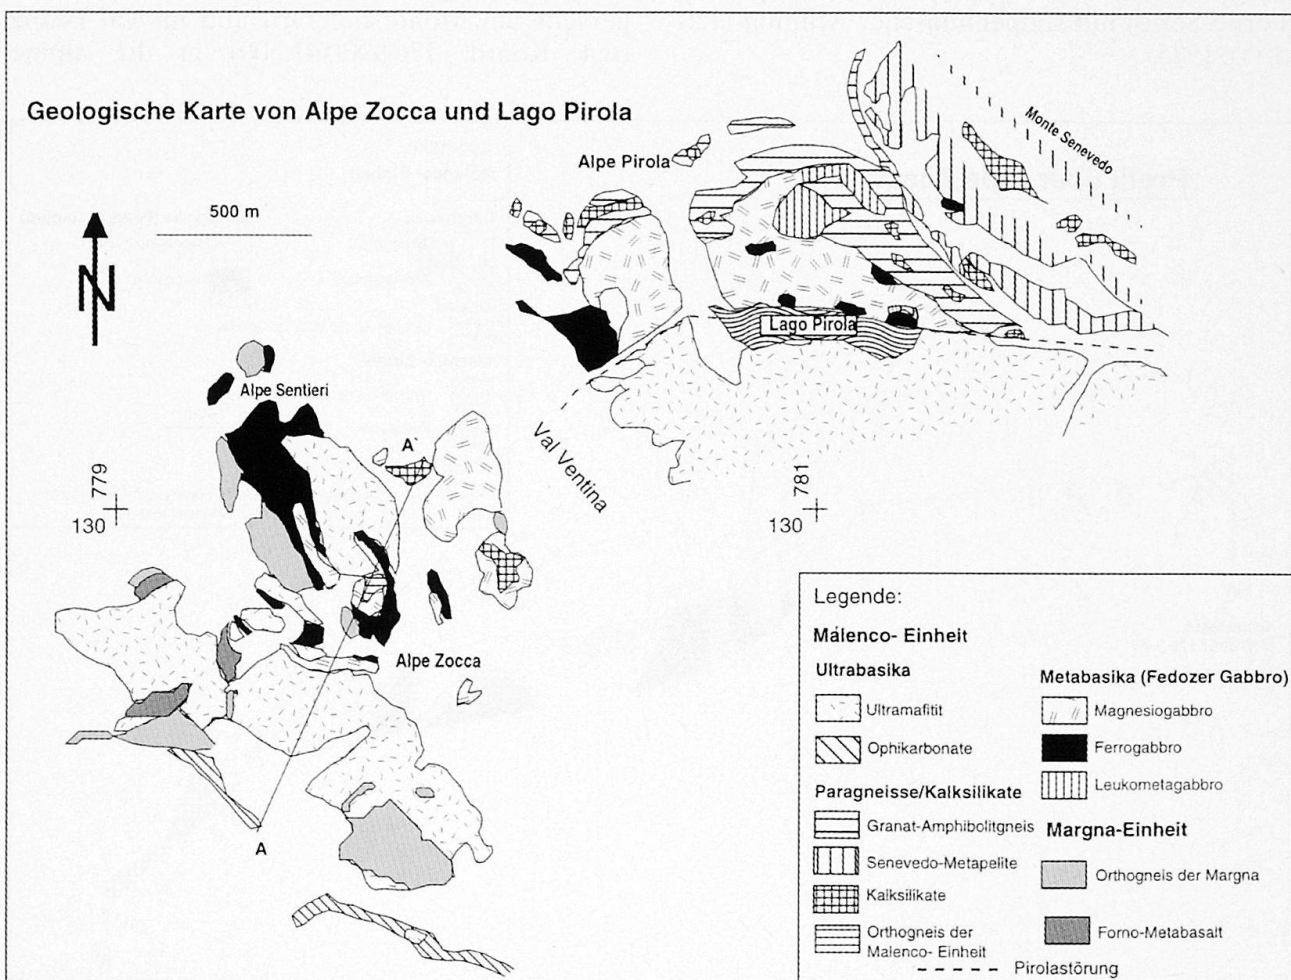 Geologische Karte von Alpe Zocca und Lago Pirola
Monte Senevedo
Alpe Pirola
500 m
N
Lago Pirola
Alpe Sentieri
A`
Val Ventina
779
130
781
130
Alpe Zocca
A
Legende:
Malenco- Einheit
Ultrabasika
Ultramafitit
Ophikarbonate
Paragneisse/Kalksilikate
Granat-Amphibolitgneis
Senevedo-Metapelite
Kalksilikate
Orthogneis der
Malenco- Einheit
Metabasika (Fedozer Gabbro)
Magnesiogabbro
Ferrogabbro
Leukometagabbro
Margna-Einheit
Orthogneis der Margna
Forno-Metabasalt
Pirolastörung